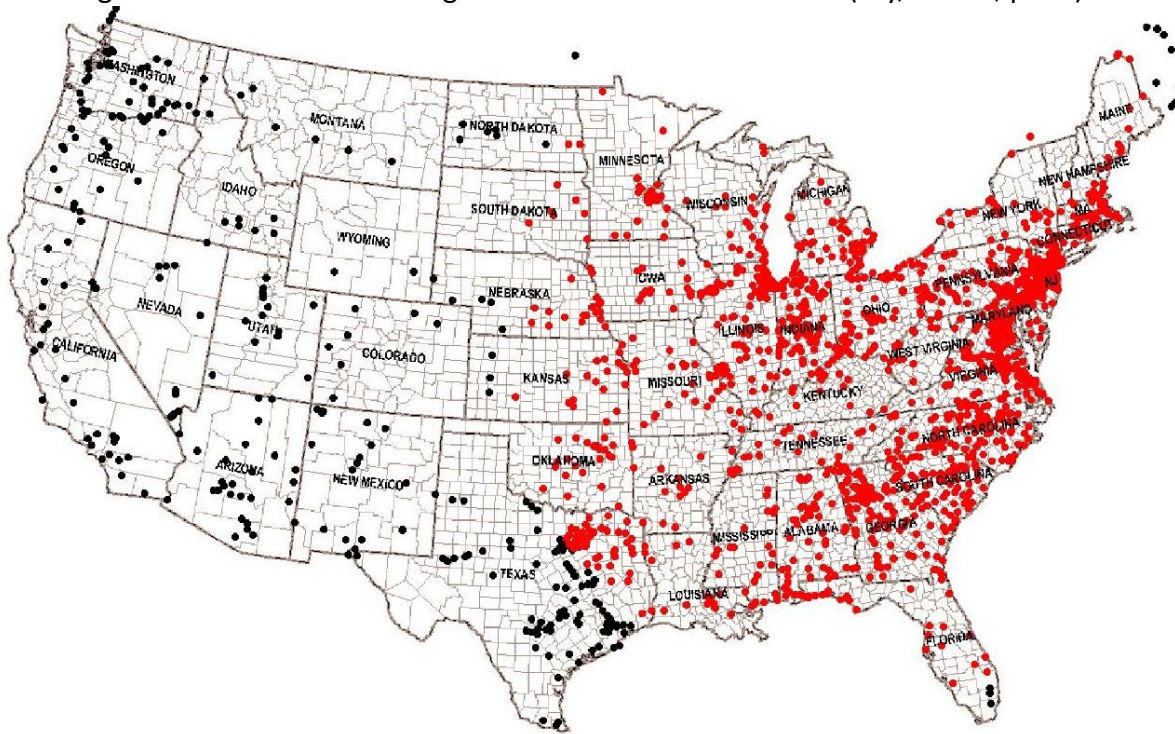 WASHINGTON
MAINE
MONTANA
NORTH DAKOTA
MINNESOTA
OREGON
NEW HAMPSHIRE
IDAHO
MICHIGAN
WISCONSIN
NEW YORK
MA
SOUTH DAKOTA
CONNECTICUT
WYOMING
PENNSYLVANIA
IOWA
NJ
NEBRASKA
NEVADA
OHIO
MARYLAND
UTAH
ILLINOIS
INDIANA
WEST VIRGINIA
CALIFORNIA
COLORADO
VIRGINIA
KANSAS
MISSOURI
KENTUCKY
NORTH CAROLINA
TENNESSEE
OKLAHOMA
ARIZONA
SOUTH CAROLINA
NEW MEXICO
ARKANSAS
GEORGIA
MISSISSIPPI
ALABAMA
TEXAS
LOUISIANA
FLORIDA